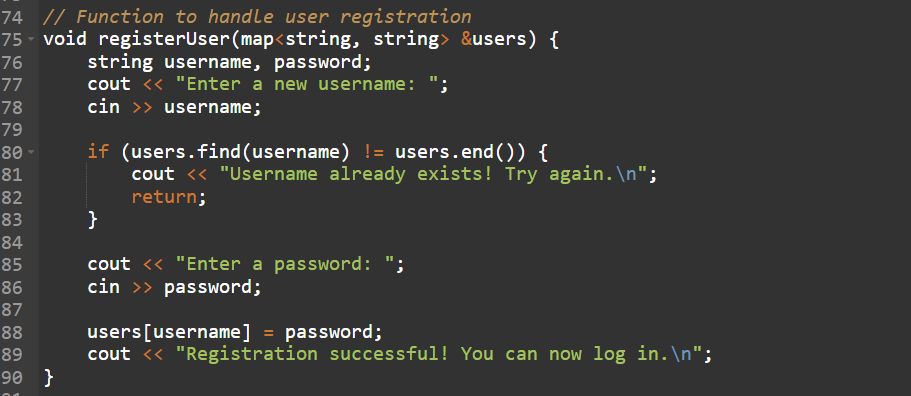 74 // Function to handle user registration
75 void registerUser(map<string, string> &users) {
76     string username, password;
77     cout << "Enter a new username: ";
78     cin >> username;
79
80     if (users.find(username) != users.end()) {
81         cout << "Username already exists! Try again.\n";
82         return;
83     }
84
85     cout << "Enter a password: ";
86     cin >> password;
87
88     users[username] = password;
89     cout << "Registration successful! You can now log in.\n";
90 }